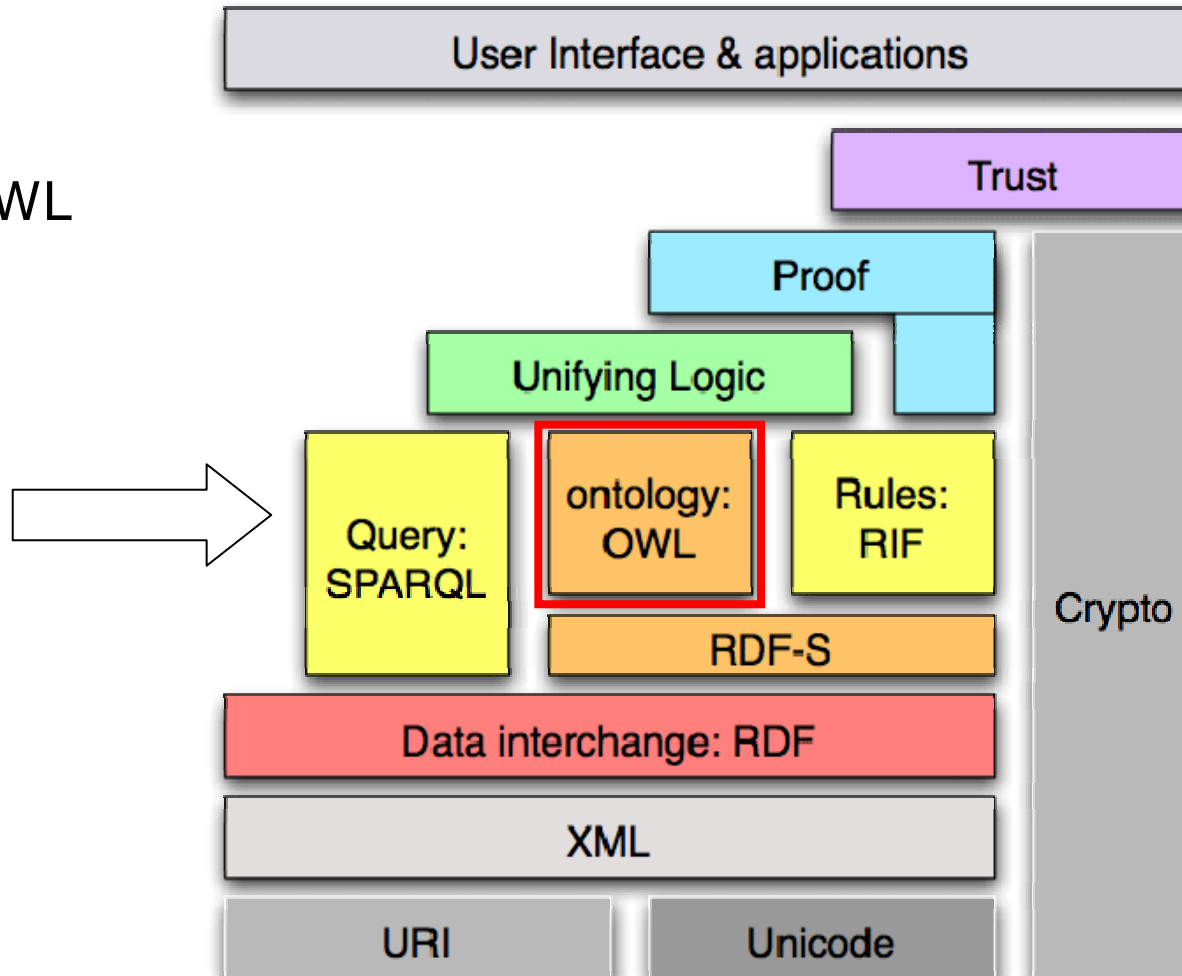 User Interface & applications
Trust
WL
Proof
Unifying Logic
Query:
SPARQL
ontology:
OWL
Rules:
RIF
Crypto
RDF-S
Data interchange: RDF
XML
URI
Unicode